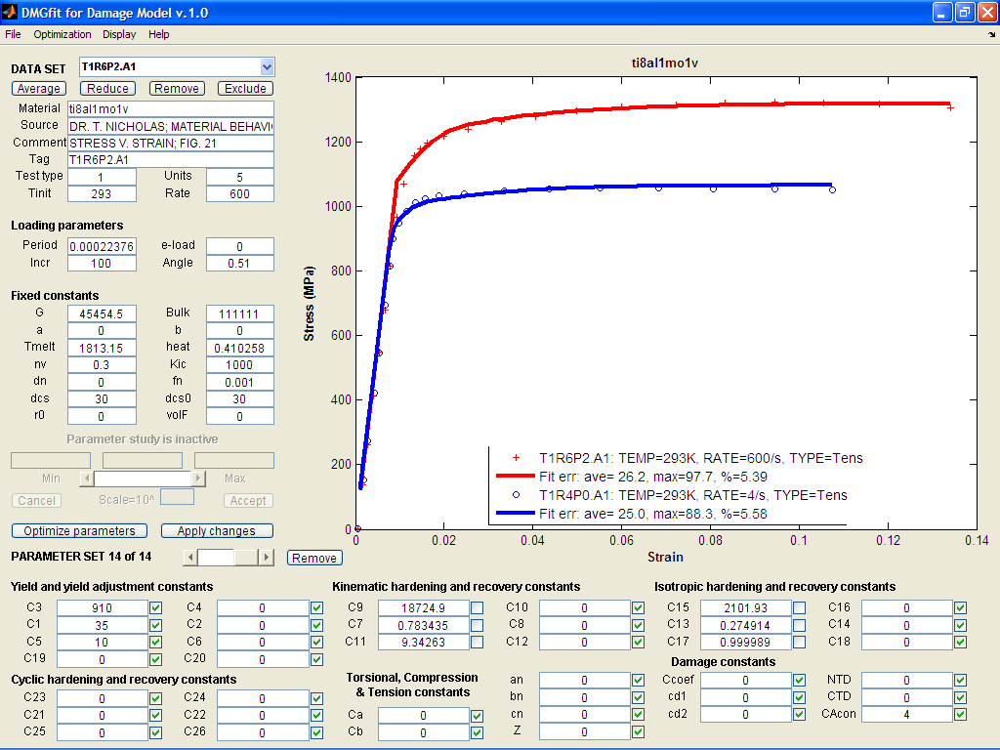 DMGfit for Damage Model v.1.0
File Optimization Display Help
DATA SET T1R6P2.A1
Average Reduce Remove Exclude
Material ti8al1mo1v
Source DR. T. NICHOLAS; MATERIAL BEHAVI
Comment STRESS V. STRAIN; FIG. 21
Tag T1R6P2.A1
Test type 1 Units 5
Tinit 293 Rate 600
Loading parameters
Period 0.00022376 e-load 0
Incr 100 Angle 0.51
Fixed constants
G 45454.5 Bulk 111111
a 0 b 0
Tmelt 1813.15 heat 0.410258
nv 0.3 Kic 1000
dn 0 fn 0.001
dcs 30 dcs0 30
r0 0 volF 0
Parameter study is inactive
Min Max
Cancel Scale=10^ Accept
Optimize parameters Apply changes
PARAMETER SET 14 of 14 Remove
ti8al1mo1v
1400
1200
1000
800
600
400
200
0
Stress (MPa)
T1R6P2.A1: TEMP=293K, RATE=600/s, TYPE=Tens
Fit err: ave= 26.2, max=97.7, %=5.39
T1R4P0.A1: TEMP=293K, RATE=4/s, TYPE=Tens
Fit err: ave= 25.0, max=88.3, %=5.58
0 0.02 0.04 0.06 0.08 0.1 0.12 0.14
Strain
Yield and yield adjustment constants
C3 910 C4 0
C1 35 C2 0
C5 10 C6 0
C19 0 C20 0
Cyclic hardening and recovery constants
C23 0 C24 0
C21 0 C22 0
C25 0 C26 0
Kinematic hardening and recovery constants
C9 18724.9 C10 0
C7 0.783435 C8 0
C11 9.34263 C12 0
Torsional, Compression
& Tension constants
Ca 0
Cb 0
an 0
bn 0
cn 0
Z 0
Isotropic hardening and recovery constants
C15 2101.93 C16 0
C13 0.274914 C14 0
C17 0.999989 C18 0
Damage constants
Ccoef 0 NTD 0
cd1 0 CTD 0
cd2 0 CAcon 4